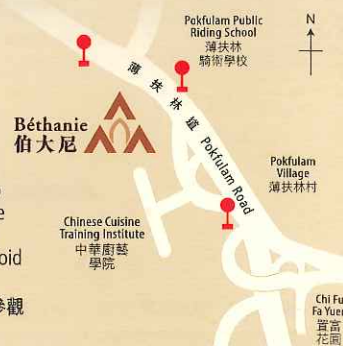 Pokfulam Public
Riding School
薄扶林
騎術學校
N
薄扶林道 Pokfulam Road
Béthanie
伯大尼
Pokfulam
Village
薄扶林村
Chinese Cuisine
Training Institute
中華廚藝
學院
e
oid
參觀
Chi Fu
Fa Yuen
置富
花園